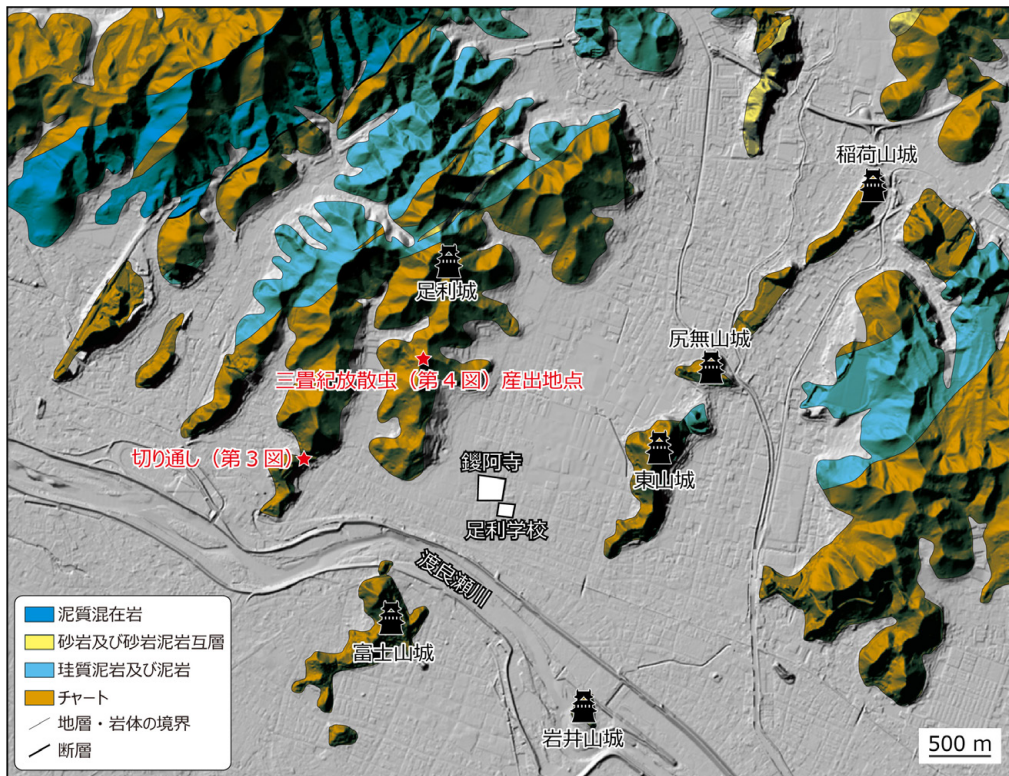 稲荷山城
足利城
尻無山城
三畳紀放散虫（第4図）産出地点
切り通し（第3図）
東山城
鑁阿寺
足利学校
渡良瀬川
富士山城
岩井山城
泥質混在岩
砂岩及び砂岩泥岩互層
珪質泥岩及び泥岩
チャート
地層・岩体の境界
断層
500 m